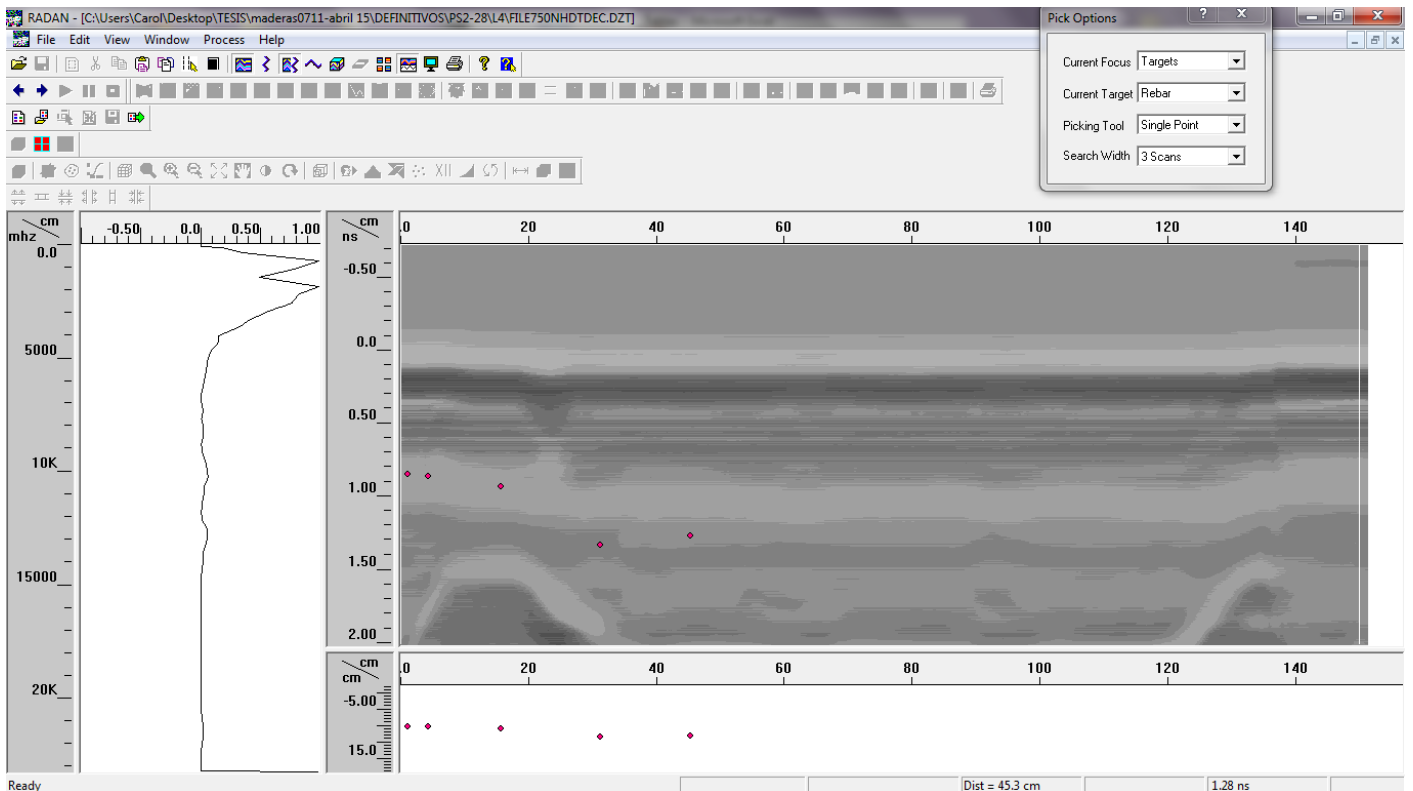 RADAN - [C:\Users\Carol\Desktop\TESIS\maderas0711-abril 15\DEFINITIVOS\PS2-28\L4\FILE750NHDTDEC.DZT]
File Edit View Window Process Help
Pick Options
Current Focus Targets
Current Target Rebar
Picking Tool Single Point
Search Width 3 Scans
XII
cm
mhz
-0.50 0.0 0.50 1.00
cm
ns
.0 20 40 60 80 100 120 140
0.0
5000
10K
15000
20K
-0.50
0.0
0.50
1.00
1.50
2.00
cm
cm
.0 20 40 60 80 100 120 140
-5.00
15.0
Ready
Dist = 45.3 cm
1.28 ns